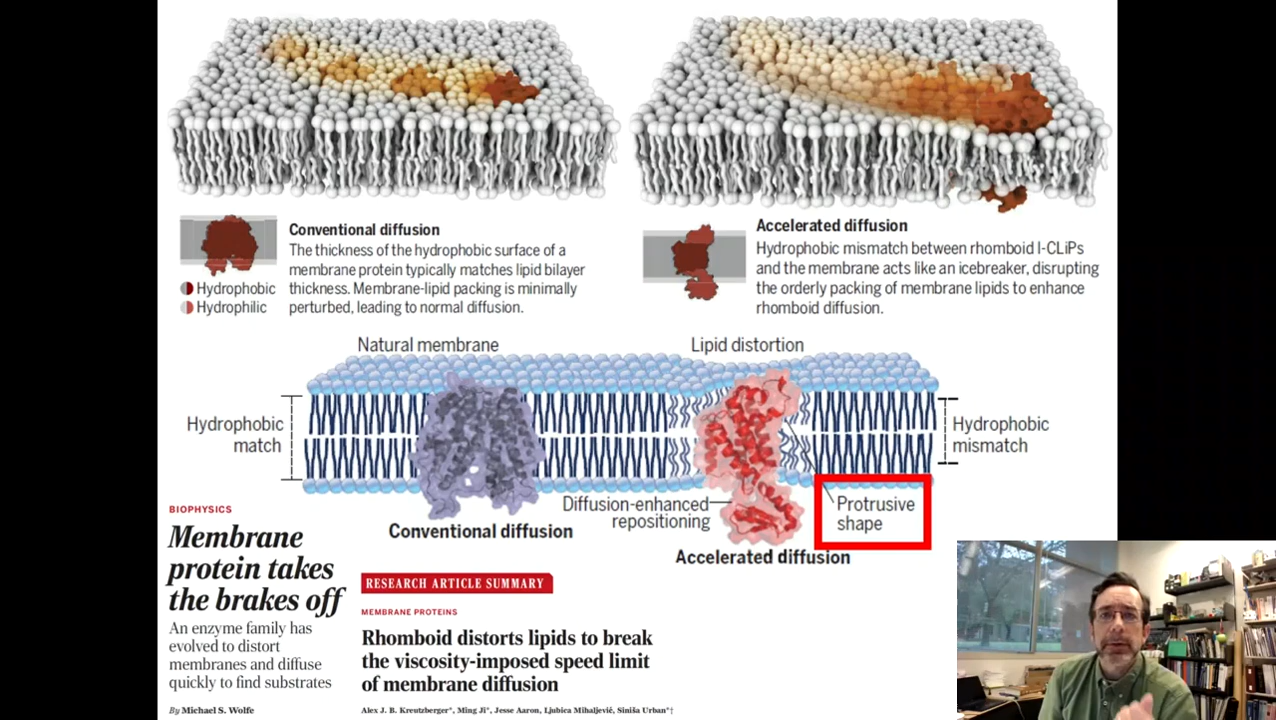 Conventional diffusion
The thickness of the hydrophobic surface of a
membrane protein typically matches lipid bilayer
thickness. Membrane-lipid packing is minimally
perturbed, leading to normal diffusion.
Hydrophobic
Hydrophilic
Accelerated diffusion
Hydrophobic mismatch between rhomboid I-CLiPs
and the membrane acts like an icebreaker, disrupting
the orderly packing of membrane lipids to enhance
rhomboid diffusion.
Natural membrane
Lipid distortion
Hydrophobic
match
Hydrophobic
mismatch
Diffusion-enhanced
repositioning
Protrusive
shape
Conventional diffusion
Accelerated diffusion
BIOPHYSICS
Membrane
protein takes
the brakes off
An enzyme family has
evolved to distort
membranes and diffuse
quickly to find substrates
By Michael S. Wolfe
RESEARCH ARTICLE SUMMARY
MEMBRANE PROTEINS
Rhomboid distorts lipids to break
the viscosity-imposed speed limit
of membrane diffusion
Alex J. B. Kreutzberger*, Ming Ji*, Jesse Aaron, Ljubica Mihaljević, Siniša Urban*†